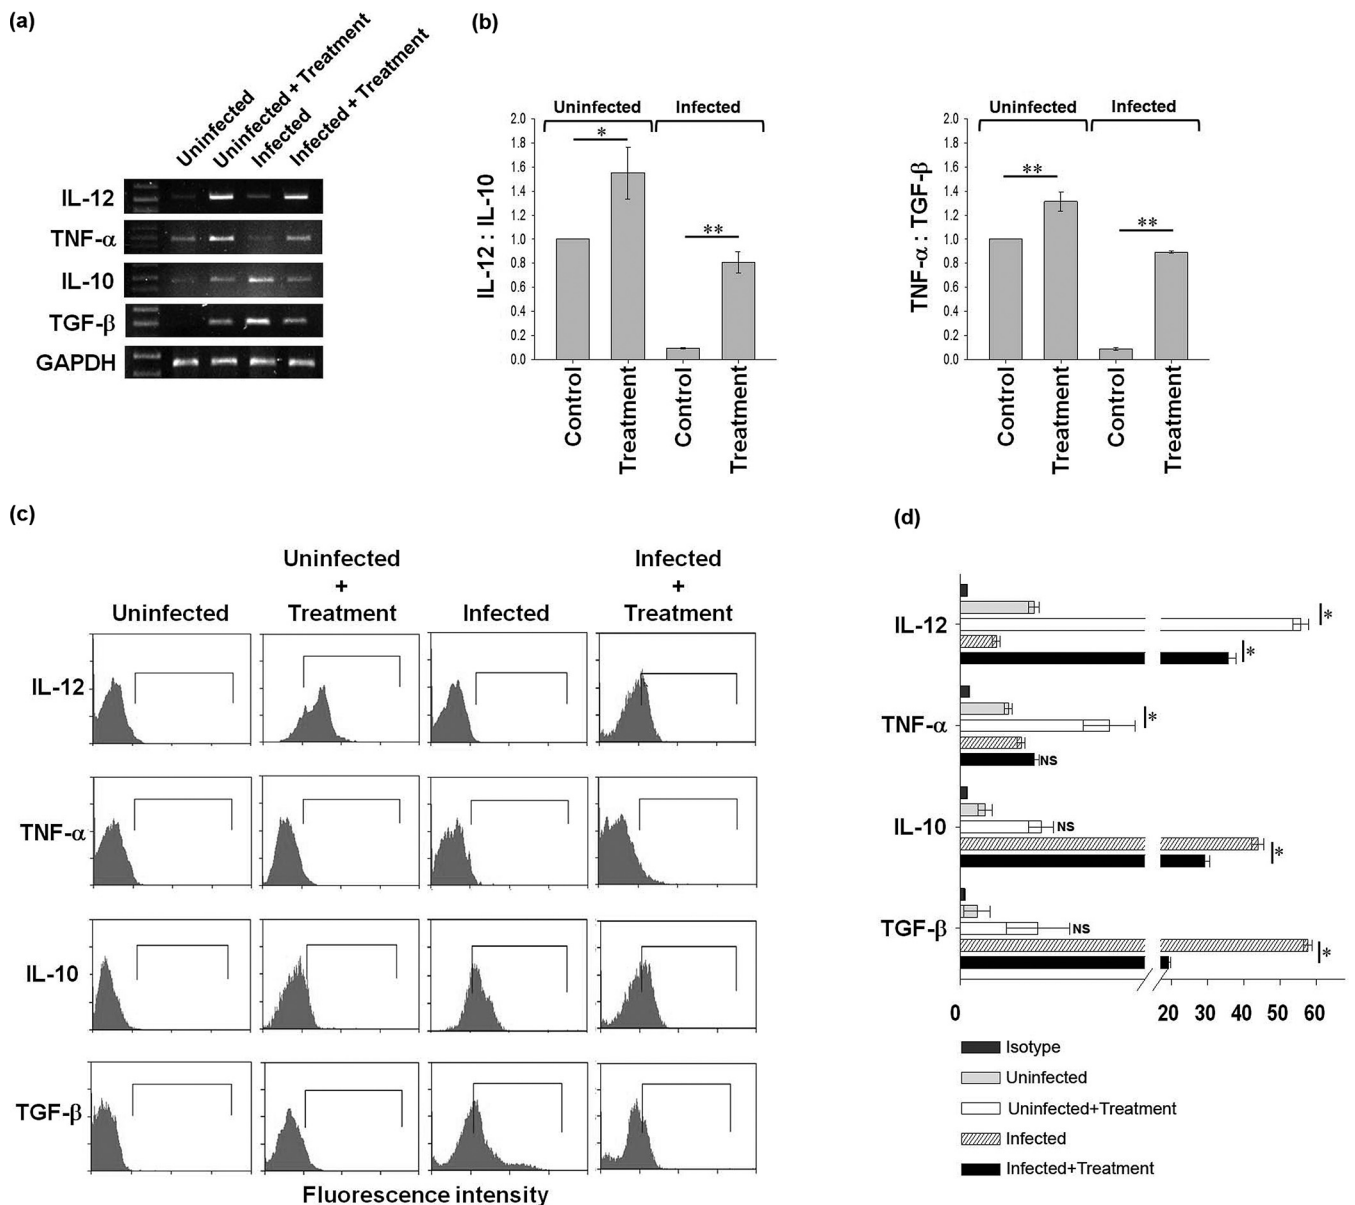 (a)
Uninfected
Uninfected + Treatment
Infected
Infected + Treatment
IL-12
TNF-α
IL-10
TGF-β
GAPDH
(b)
Uninfected
Infected
IL-12 : IL-10
2.0
1.8
1.6
1.4
1.2
1.0
0.8
0.6
0.4
0.2
0.0
*
**
Control
Treatment
Control
Treatment
Uninfected
Infected
TNF-α : TGF-β
2.0
1.8
1.6
1.4
1.2
1.0
0.8
0.6
0.4
0.2
0.0
**
**
Control
Treatment
Control
Treatment
(c)
Uninfected
Uninfected
+
Treatment
Infected
Infected
+
Treatment
IL-12
TNF-α
IL-10
TGF-β
Fluorescence intensity
(d)
IL-12
*
*
TNF-α
*
NS
IL-10
NS
*
TGF-β
NS
*
0 20 30 40 50 60
Isotype
Uninfected
Uninfected+Treatment
Infected
Infected+Treatment